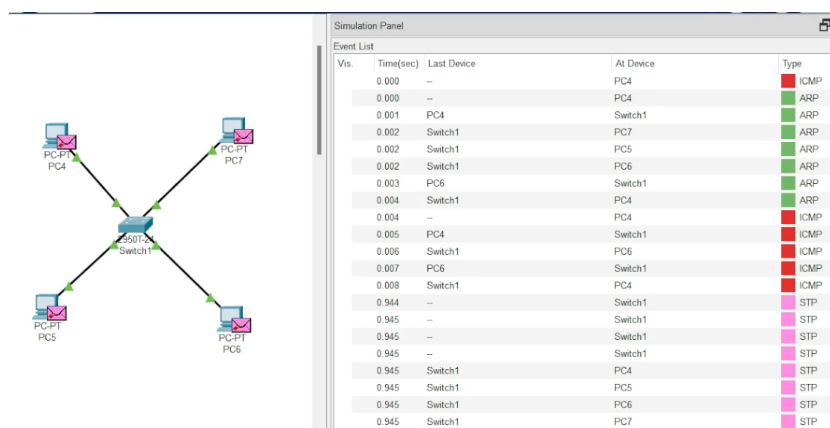 Simulation Panel
Event List
Vis. Time(sec) Last Device At Device Type
0.000 -- PC4 ICMP
0.000 -- PC4 ARP
0.001 PC4 Switch1 ARP
0.002 Switch1 PC7 ARP
0.002 Switch1 PC5 ARP
0.002 Switch1 PC6 ARP
0.003 PC6 Switch1 ARP
0.004 Switch1 PC4 ARP
0.004 -- PC4 ICMP
0.005 PC4 Switch1 ICMP
0.006 Switch1 PC6 ICMP
0.007 PC6 Switch1 ICMP
0.008 Switch1 PC4 ICMP
0.944 -- Switch1 STP
0.945 -- Switch1 STP
0.945 -- Switch1 STP
0.945 -- Switch1 STP
0.945 Switch1 PC4 STP
0.945 Switch1 PC5 STP
0.945 Switch1 PC6 STP
0.945 Switch1 PC7 STP
PC-PT
PC4
PC-PT
PC7
2950T-24
Switch1
PC-PT
PC5
PC-PT
PC6